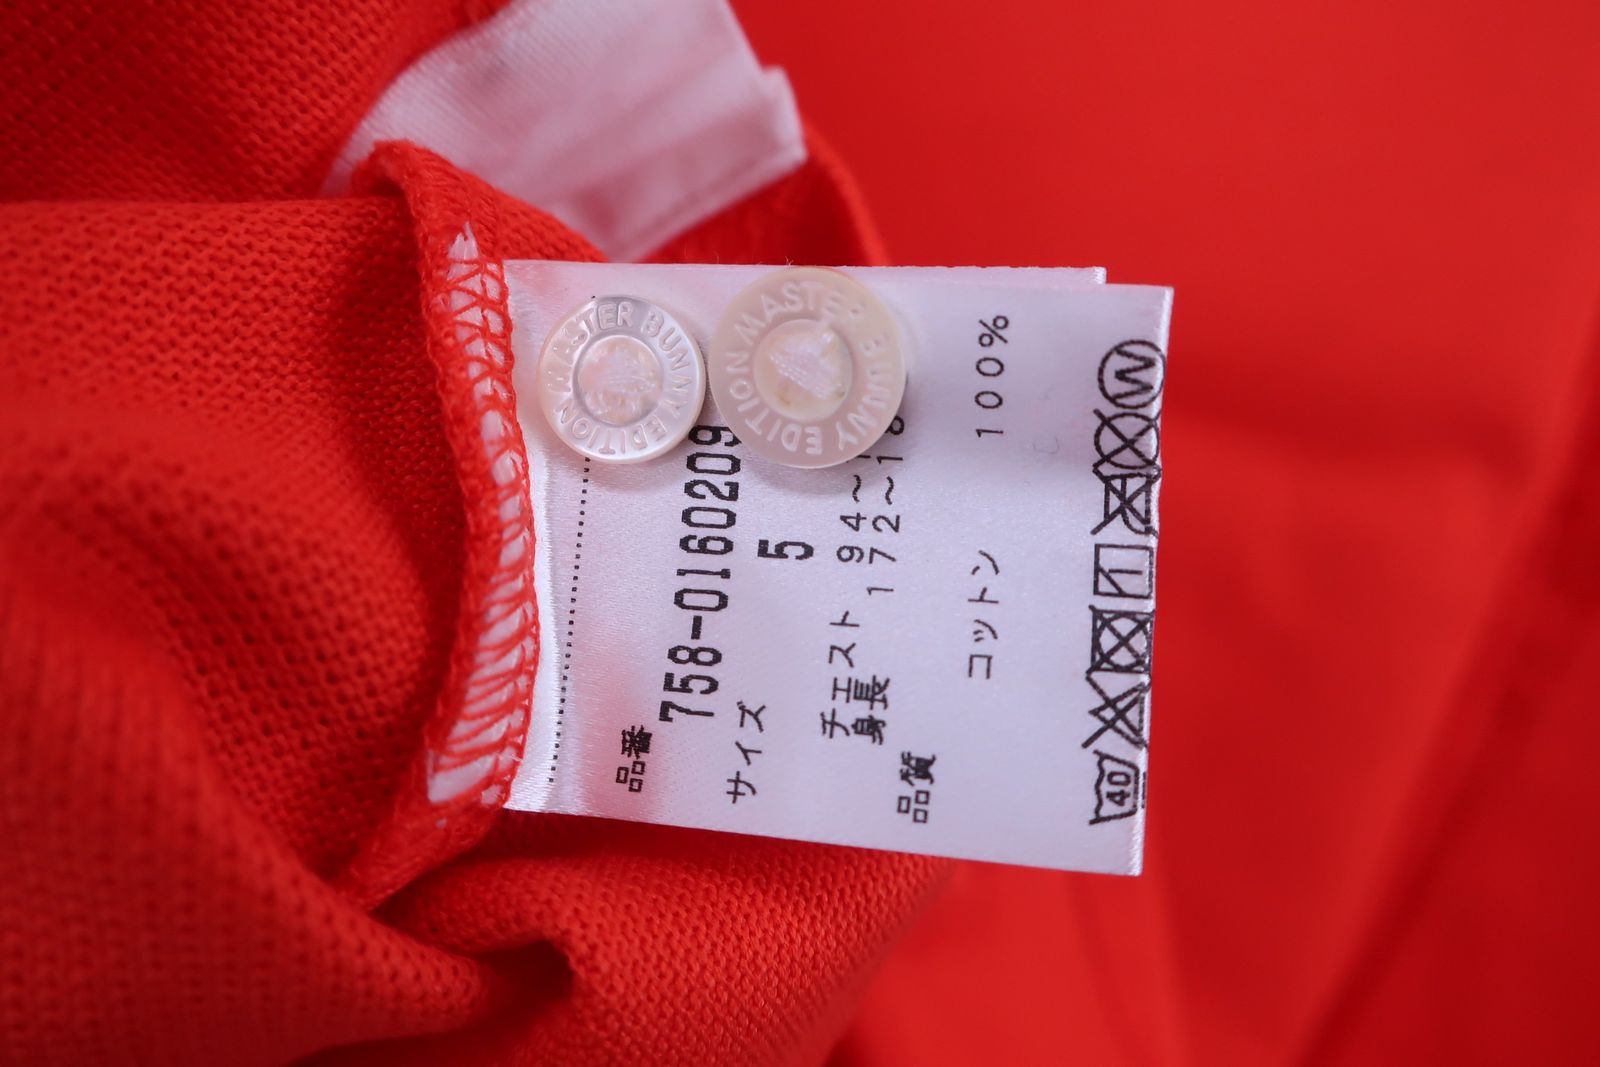 MASTER BUNNY EDITION
MASTER BUNNY EDITION
品番
758-0160209
サイズ 5
チェスト 94〜
身長 172〜18
品質
コットン 100%
40
W